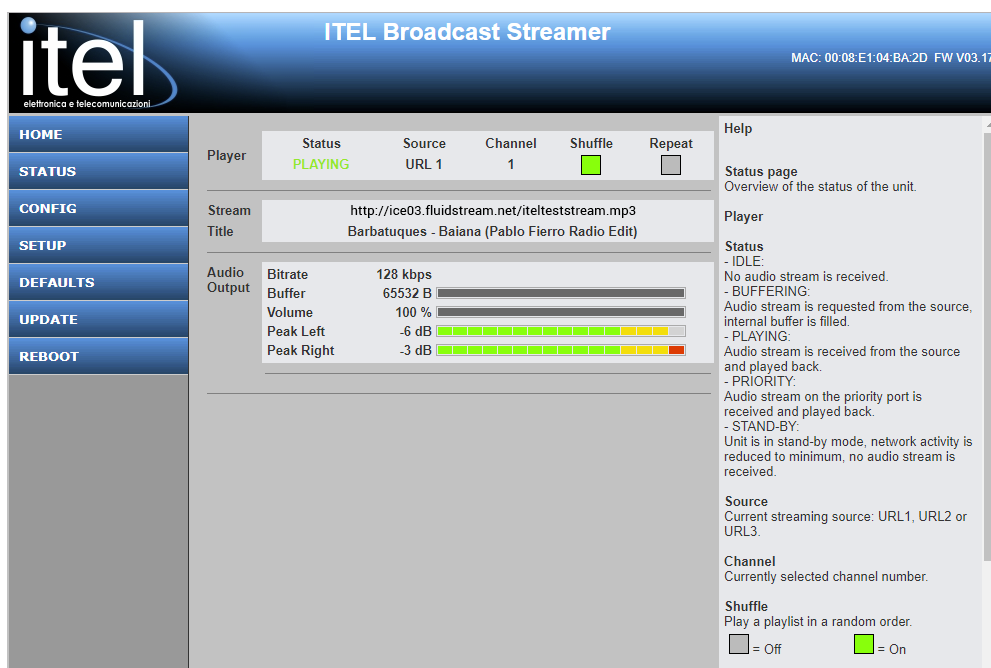 itel
elettronica e telecomunicazioni
ITEL Broadcast Streamer
MAC: 00:08:E1:04:BA:2D FW V03.17
HOME
STATUS
CONFIG
SETUP
DEFAULTS
UPDATE
REBOOT
Player
Status Source Channel Shuffle Repeat
PLAYING URL 1 1
Stream http://ice03.fluidstream.net/itelteststream.mp3
Title Barbatuques - Baiana (Pablo Fierro Radio Edit)
Audio
Output
Bitrate 128 kbps
Buffer 65532 B
Volume 100 %
Peak Left -6 dB
Peak Right -3 dB
Help
Status page
Overview of the status of the unit.
Player
Status
- IDLE:
No audio stream is received.
- BUFFERING:
Audio stream is requested from the source,
internal buffer is filled.
- PLAYING:
Audio stream is received from the source
and played back.
- PRIORITY:
Audio stream on the priority port is
received and played back.
- STAND-BY:
Unit is in stand-by mode, network activity is
reduced to minimum, no audio stream is
received.
Source
Current streaming source: URL1, URL2 or
URL3.
Channel
Currently selected channel number.
Shuffle
Play a playlist in a random order.
= Off = On